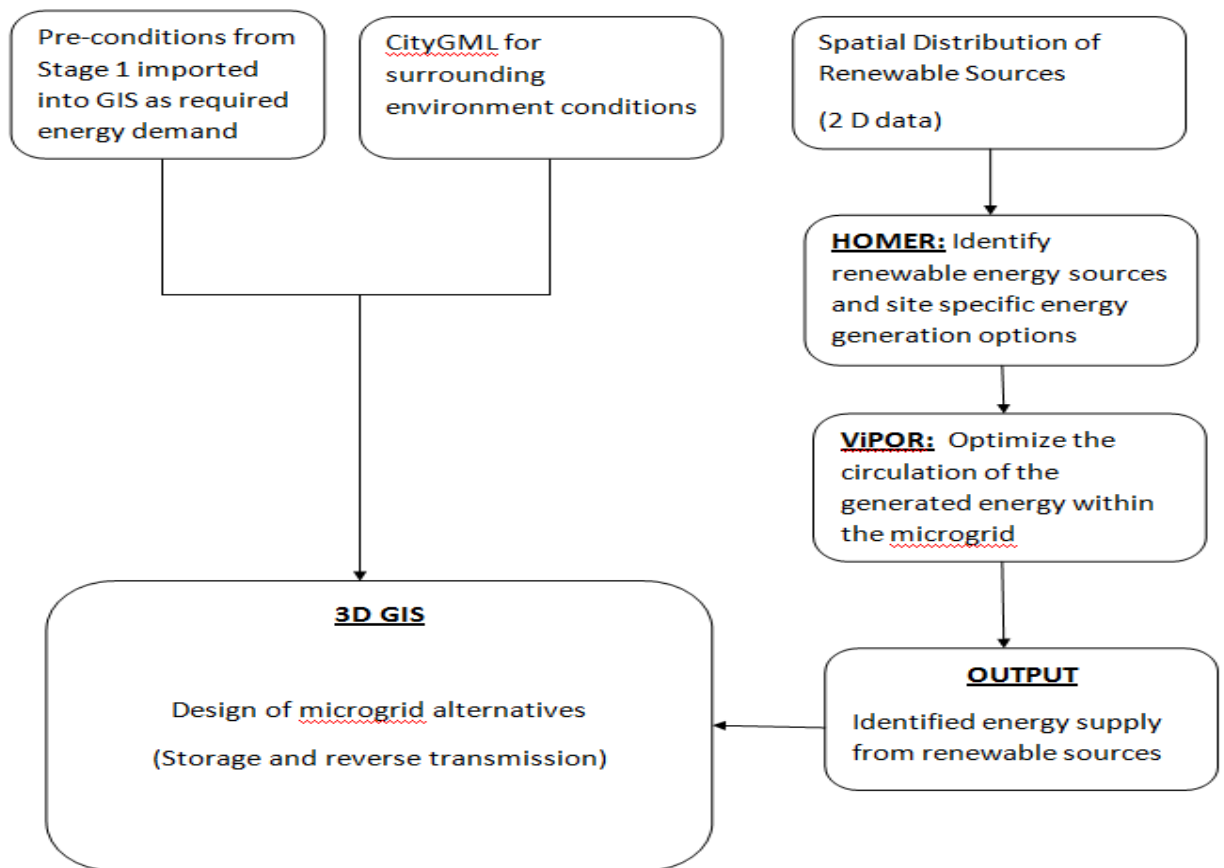 Pre-conditions from
Stage 1 imported
into GIS as required
energy demand
CityGML for
surrounding
environment conditions
Spatial Distribution of
Renewable Sources
(2 D data)
HOMER: Identify
renewable energy sources
and site specific energy
generation options
ViPOR: Optimize the
circulation of the
generated energy within
the microgrid
3D GIS
Design of microgrid alternatives
(Storage and reverse transmission)
OUTPUT
Identified energy supply
from renewable sources